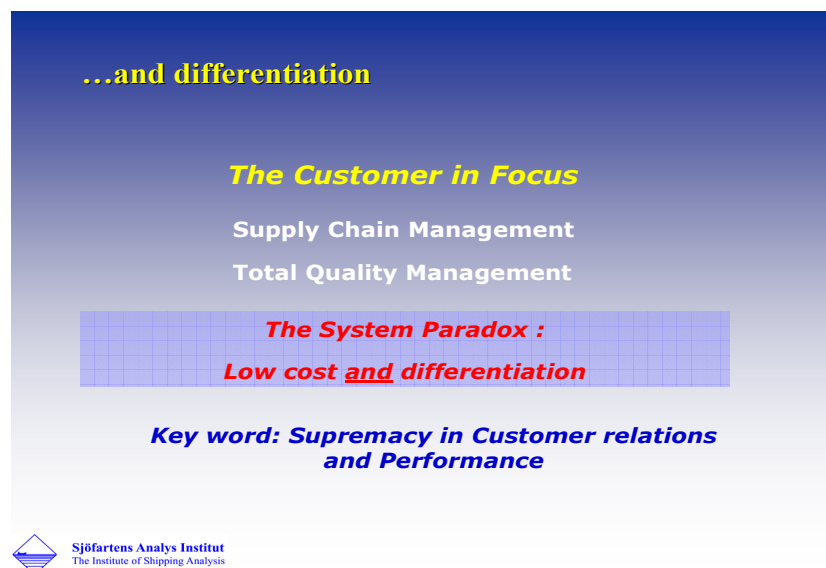 …and differentiation
The Customer in Focus
Supply Chain Management
Total Quality Management
The System Paradox :
Low cost and differentiation
Key word: Supremacy in Customer relations
and Performance
Sjöfartens Analys Institut
The Institute of Shipping Analysis